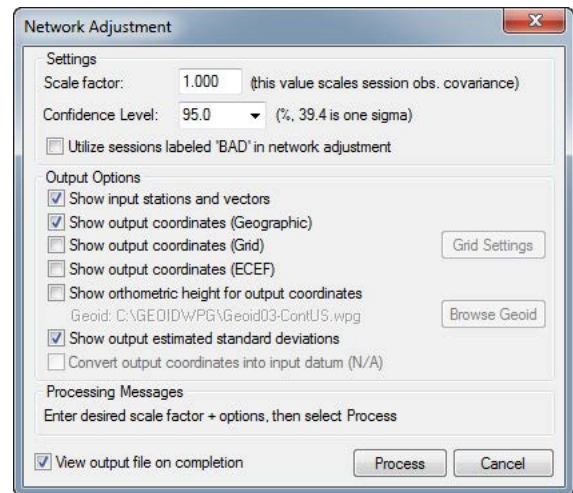 Network Adjustment
Settings
Scale factor: 1.000 (this value scales session obs. covariance)
Confidence Level: 95.0 (%, 39.4 is one sigma)
Utilize sessions labeled 'BAD' in network adjustment
Output Options
Show input stations and vectors
Show output coordinates (Geographic)
Show output coordinates (Grid)
Grid Settings
Show output coordinates (ECEF)
Show orthometric height for output coordinates
Geoid: C:\GEOIDWPG\Geoid03-ContUS.wpg
Browse Geoid
Show output estimated standard deviations
Convert output coordinates into input datum (N/A)
Processing Messages
Enter desired scale factor + options, then select Process
View output file on completion
Process
Cancel